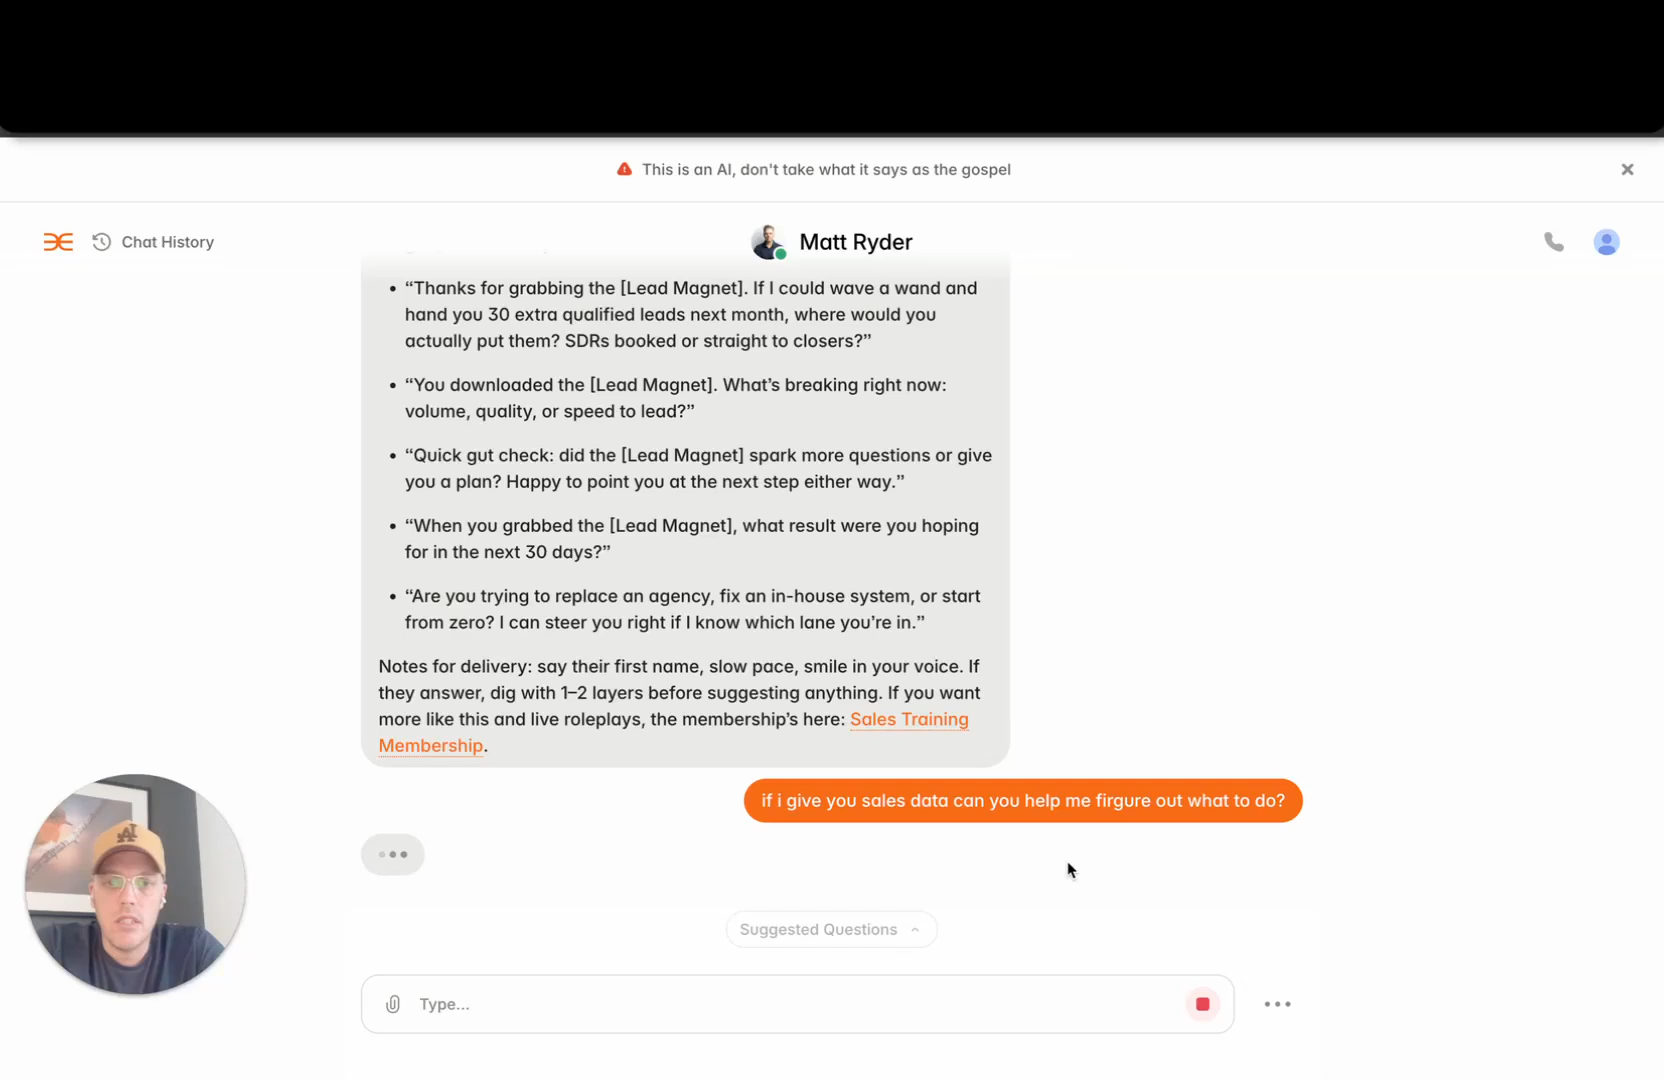 This is an AI, don't take what it says as the gospel
Chat History
Matt Ryder
• “Thanks for grabbing the [Lead Magnet]. If I could wave a wand and
hand you 30 extra qualified leads next month, where would you
actually put them? SDRs booked or straight to closers?”
• “You downloaded the [Lead Magnet]. What’s breaking right now:
volume, quality, or speed to lead?”
• “Quick gut check: did the [Lead Magnet] spark more questions or give
you a plan? Happy to point you at the next step either way.”
• “When you grabbed the [Lead Magnet], what result were you hoping
for in the next 30 days?”
• “Are you trying to replace an agency, fix an in-house system, or start
from zero? I can steer you right if I know which lane you’re in.”
Notes for delivery: say their first name, slow pace, smile in your voice. If
they answer, dig with 1–2 layers before suggesting anything. If you want
more like this and live roleplays, the membership’s here: Sales Training
Membership.
if i give you sales data can you help me firgure out what to do?
AI
Suggested Questions
Type...